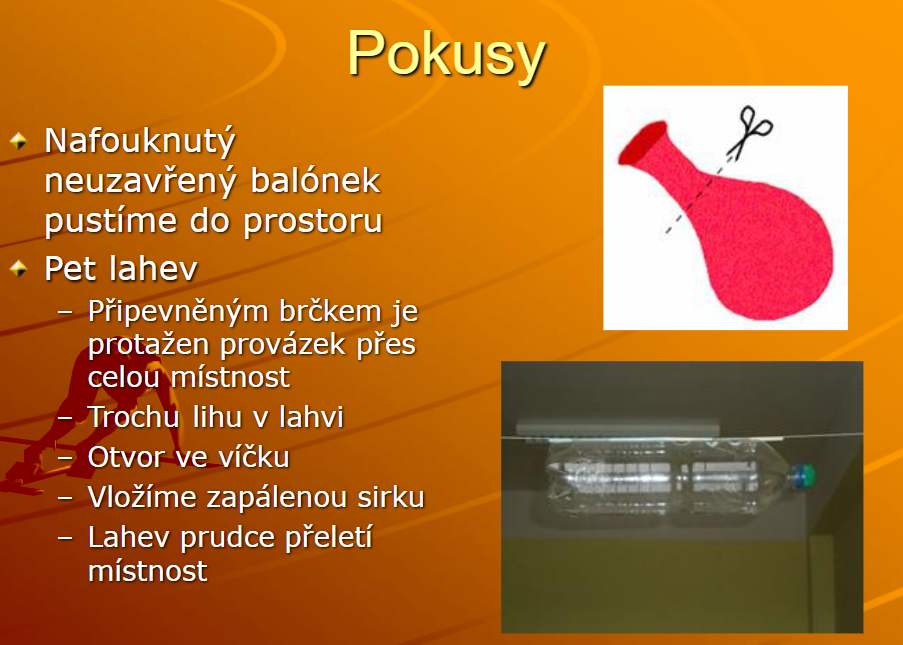 Pokusy
Nafouknutý
neuzavřený balónek
pustíme do prostoru
Pet lahev
– Připevněným brčkem je
protažen provázek přes
celou místnost
– Trochu lihu v lahvi
– Otvor ve víčku
– Vložíme zapálenou sirku
– Lahev prudce přeletí
místnost